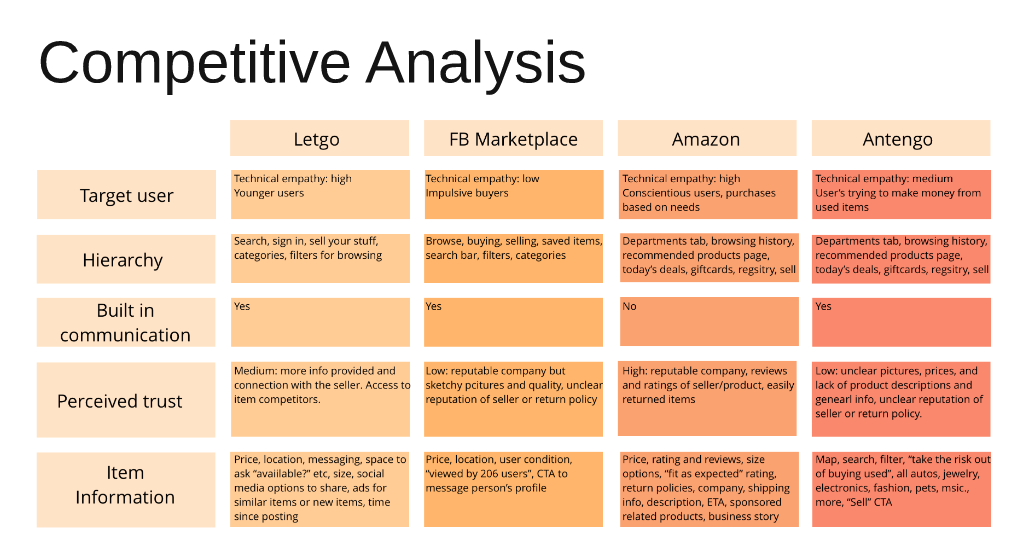 Competitive Analysis
Letgo
FB Marketplace
Amazon
Antengo
Target user
Technical empathy: high
Younger users
Technical empathy: low
Impulsive buyers
Technical empathy: high
Conscientious users, purchases
based on needs
Technical empathy: medium
User's trying to make money from
used items
Hierarchy
Search, sign in, sell your stuff,
categories, filters for browsing
Browse, buying, selling, saved items,
search bar, filters, categories
Departments tab, browsing history,
recommended products page,
today's deals, giftcards, regsitry, sell
Departments tab, browsing history,
recommended products page,
today's deals, giftcards, regsitry, sell
Built in
communication
Yes
Yes
No
Yes
Perceived trust
Medium: more info provided and
connection with the seller. Access to
item competitors.
Low: reputable company but
sketchy pcitures and quality, unclear
reputation of seller or return policy
High: reputable company, reviews
and ratings of seller/product, easily
returned items
Low: unclear pictures, prices, and
lack of product descriptions and
genearl info, unclear reputation of
seller or return policy.
Item
Information
Price, location, messaging, space to
ask “avaiilable?” etc, size, social
media options to share, ads for
similar items or new items, time
since posting
Price, location, user condition,
“viewed by 206 users”, CTA to
message person's profile
Price, rating and reviews, size
options, “fit as expected” rating,
return policies, company, shipping
info, description, ETA, sponsored
related products, business story
Map, search, filter, “take the risk out
of buying used”, all autos, jewelry,
electronics, fashion, pets, msic.,
more, “Sell” CTA